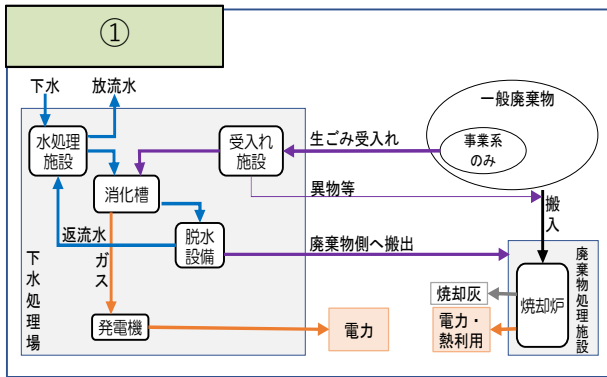 ①
下水
放流水
一般廃棄物
水処理
施設
受入れ
施設
生ごみ受入れ
事業系
のみ
消化槽
異物等
搬入
返流水
脱水
設備
廃棄物側へ搬出
ガス
下水処理場
発電機
電力
焼却灰
電力・
熱利用
焼却炉
廃棄物処理施設